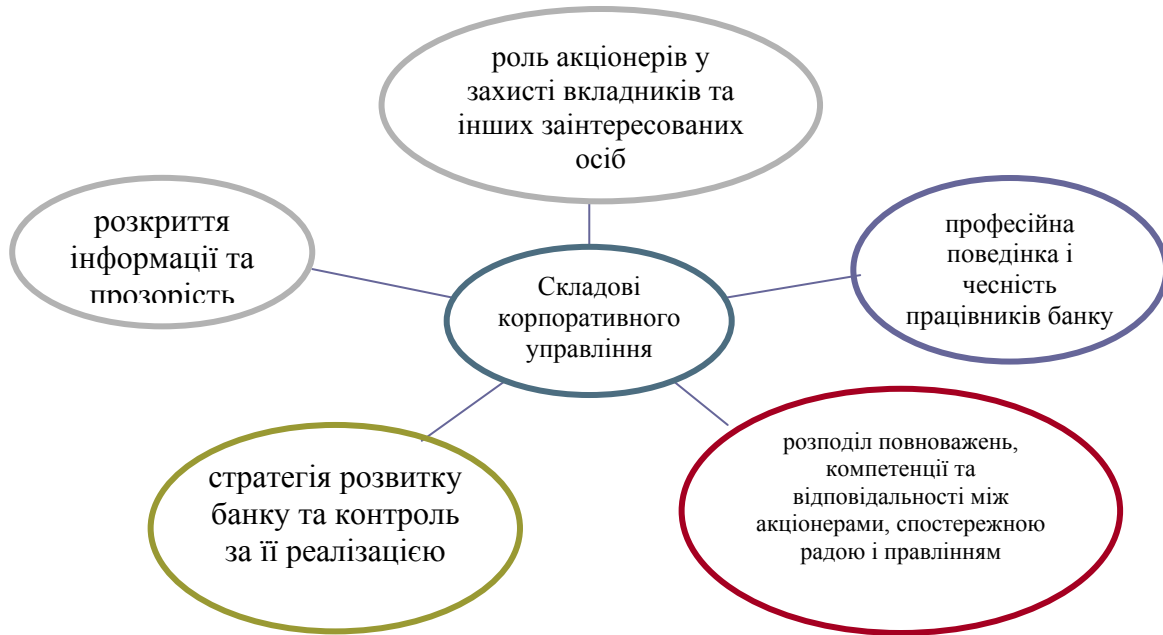 роль акціонерів у
захисті вкладників та
інших заінтересованих
осіб
розкриття
інформації та
прозорість
професійна
поведінка і
чесність
працівників банку
Складові
корпоративного
управління
стратегія розвитку
банку та контроль
за її реалізацією
розподіл повноважень,
компетенції та
відповідальності між
акціонерами, спостережною
радою і правлінням